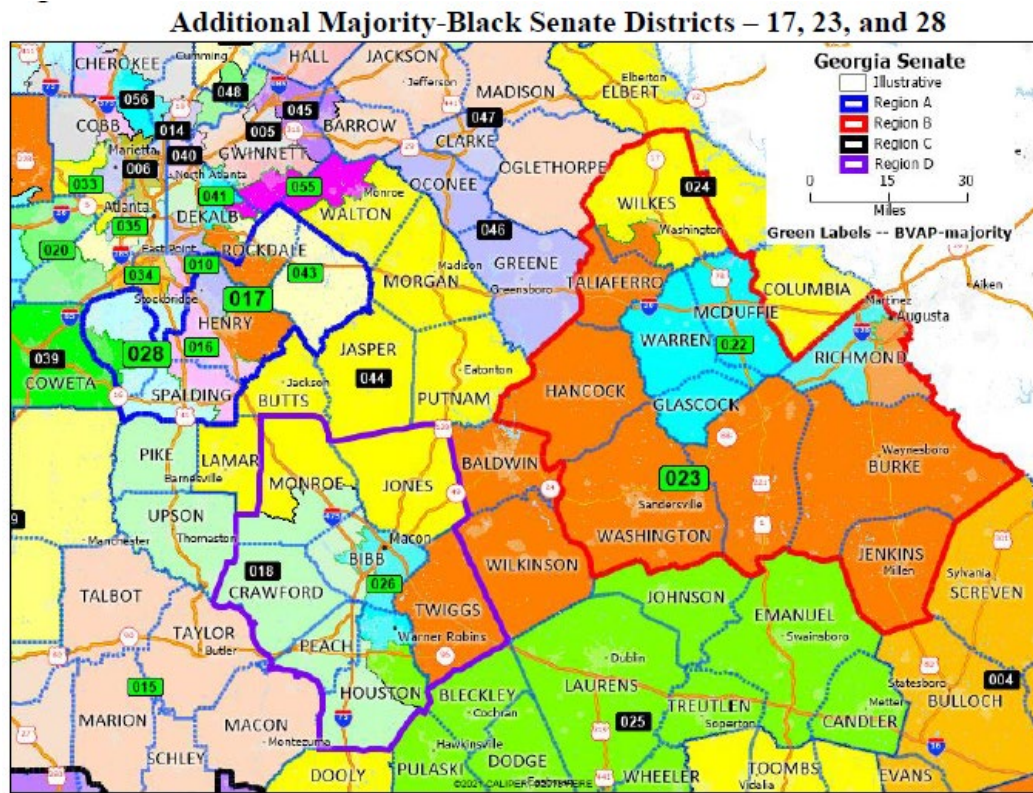 Additional Majority-Black Senate Districts – 17, 23, and 28
Georgia Senate
Illustrative
Region A
Region B
Region C
Region D
0 15 30
Miles
Green Labels -- BVAP-majority
CHEROKEE
Cumming
HALL
JACKSON
Jefferson
MADISON
Elberton
ELBERT
056
048
045
047
COBB
014
005
BARROW
CLARKE
Marietta
040
GWINNETT
OGLETHORPE
006
North Atlanta
OCONEE
033
041
055
Monroe
024
WILKES
Atlanta
DEKALB
WALTON
Washington
035
046
020
East Point
ROCKDALE
Madison
GREENE
010
043
MORGAN
Greensboro
TALIAFERRO
COLUMBIA
034
Aiken
Stockbridge
017
MCDUFFIE
Martinez
Augusta
HENRY
WARREN
022
RICHMOND
028
016
JASPER
039
044
COWETA
Eatonton
HANCOCK
SPALDING
Jackson
BUTTS
PUTNAM
GLASCOCK
PIKE
LAMAR
BALDWIN
Waynesboro
BURKE
Barnesville
MONROE
JONES
023
Sandersville
UPSON
WASHINGTON
Manchester
Thomaston
Macon
BIBB
JENKINS
Millen
018
WILKINSON
Sylvania
CRAWFORD
026
SCREVEN
TALBOT
TWIGGS
JOHNSON
EMANUEL
TAYLOR
PEACH
Warner Robins
Swainsboro
Butler
Dublin
Statesboro
004
015
HOUSTON
BLECKLEY
LAURENS
TREUTLEN
Metter
BULLOCH
MARION
MACON
Cochran
025
Soperton
CANDLER
SCHLEY
Montezuma
Hawkinsville
DODGE
DOOLY
PULASKI
WHEELER
TOOMBS
EVANS
Vidalia